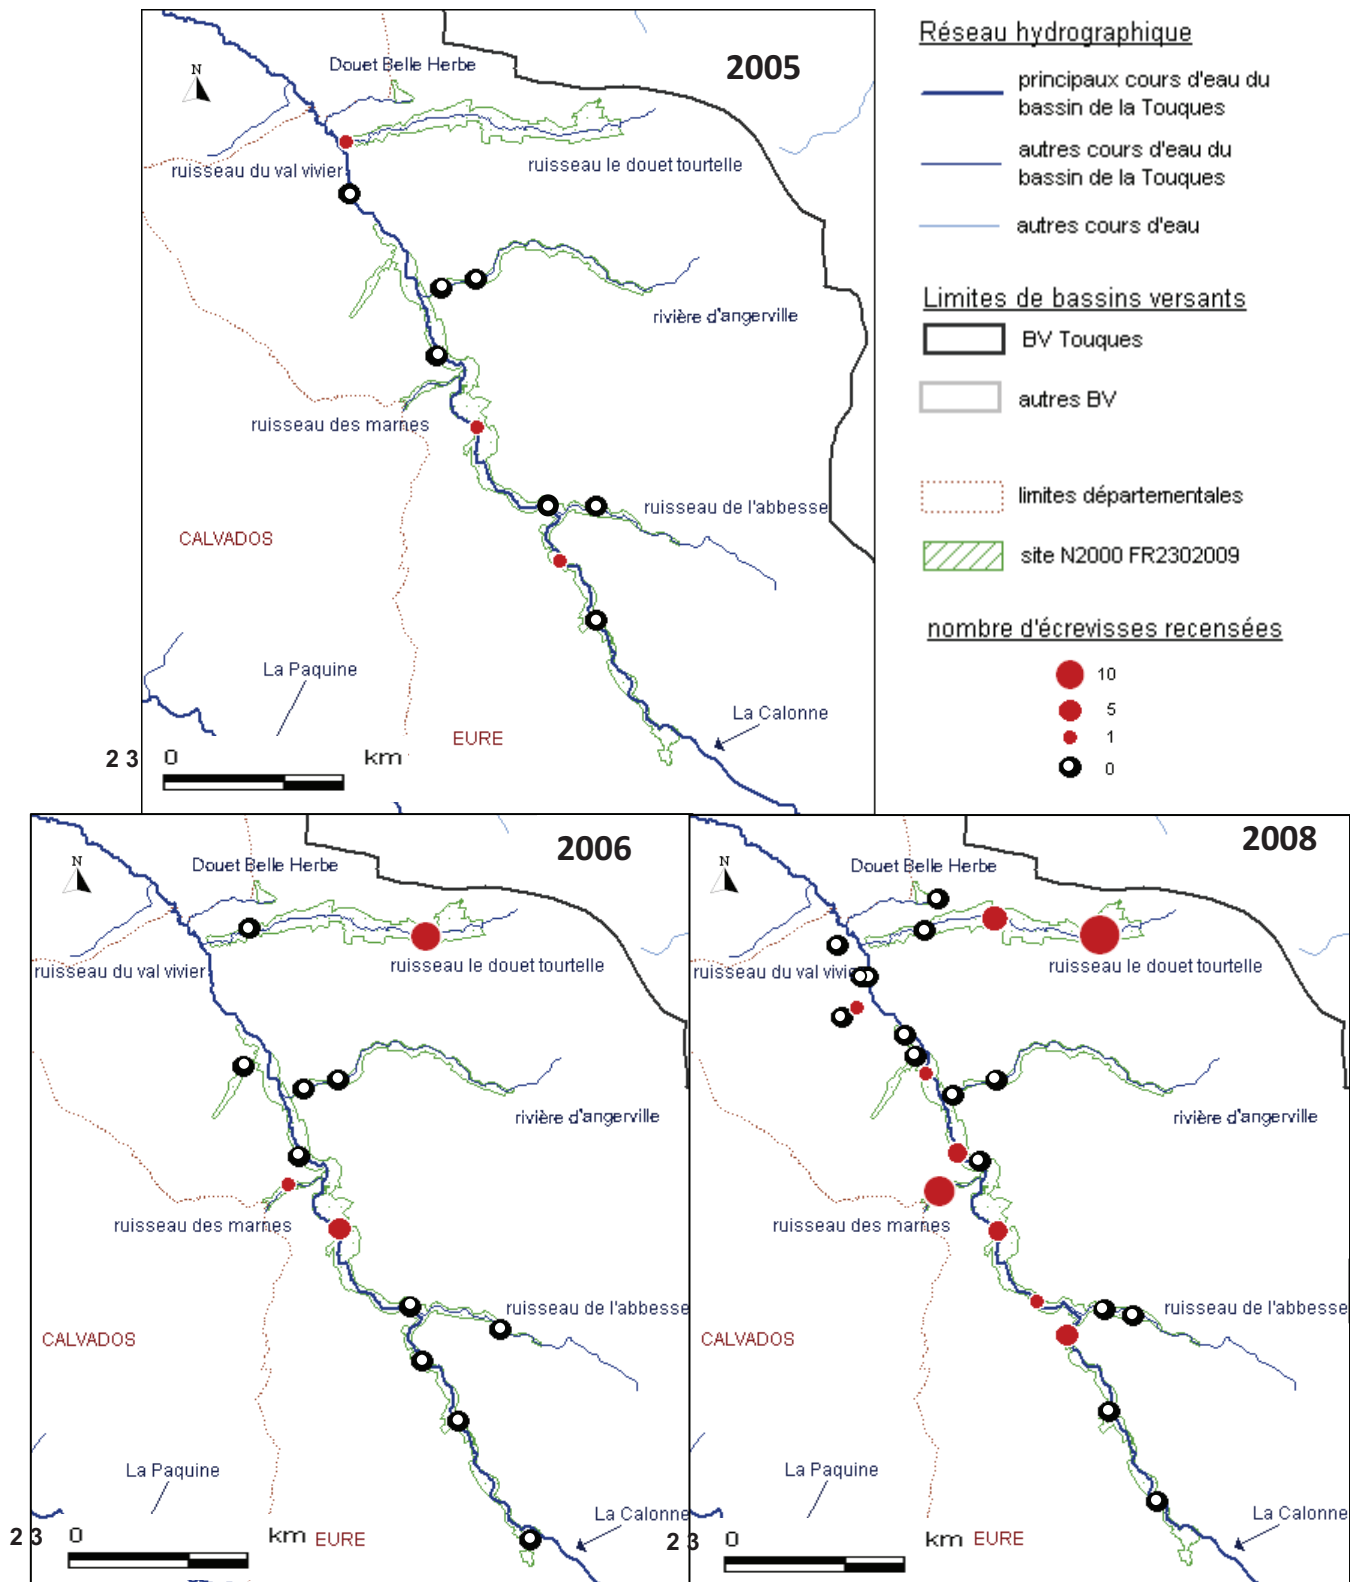 2005
N
Douet Belle Herbe
ruisseau du val vivier
ruisseau le douet tourtelle
rivière d'angerville
ruisseau des marnes
ruisseau de l'abbesse
CALVADOS
La Paquine
La Calonne
EURE
2 3 0 km
Réseau hydrographique
principaux cours d'eau du
bassin de la Touques
autres cours d'eau du
bassin de la Touques
autres cours d'eau
Limites de bassins versants
BV Touques
autres BV
limites départementales
site N2000 FR2302009
nombre d'écrevisses recensées
10
5
1
0
2006
N
Douet Belle Herbe
ruisseau du val vivier
ruisseau le douet tourtelle
rivière d'angerville
ruisseau des marnes
ruisseau de l'abbesse
CALVADOS
La Paquine
La Calonne
2 3 0 km EURE
2008
N
Douet Belle Herbe
ruisseau du val vivier
ruisseau le douet tourtelle
rivière d'angerville
ruisseau des marnes
ruisseau de l'abbesse
CALVADOS
La Paquine
La Calonne
2 3 0 km EURE